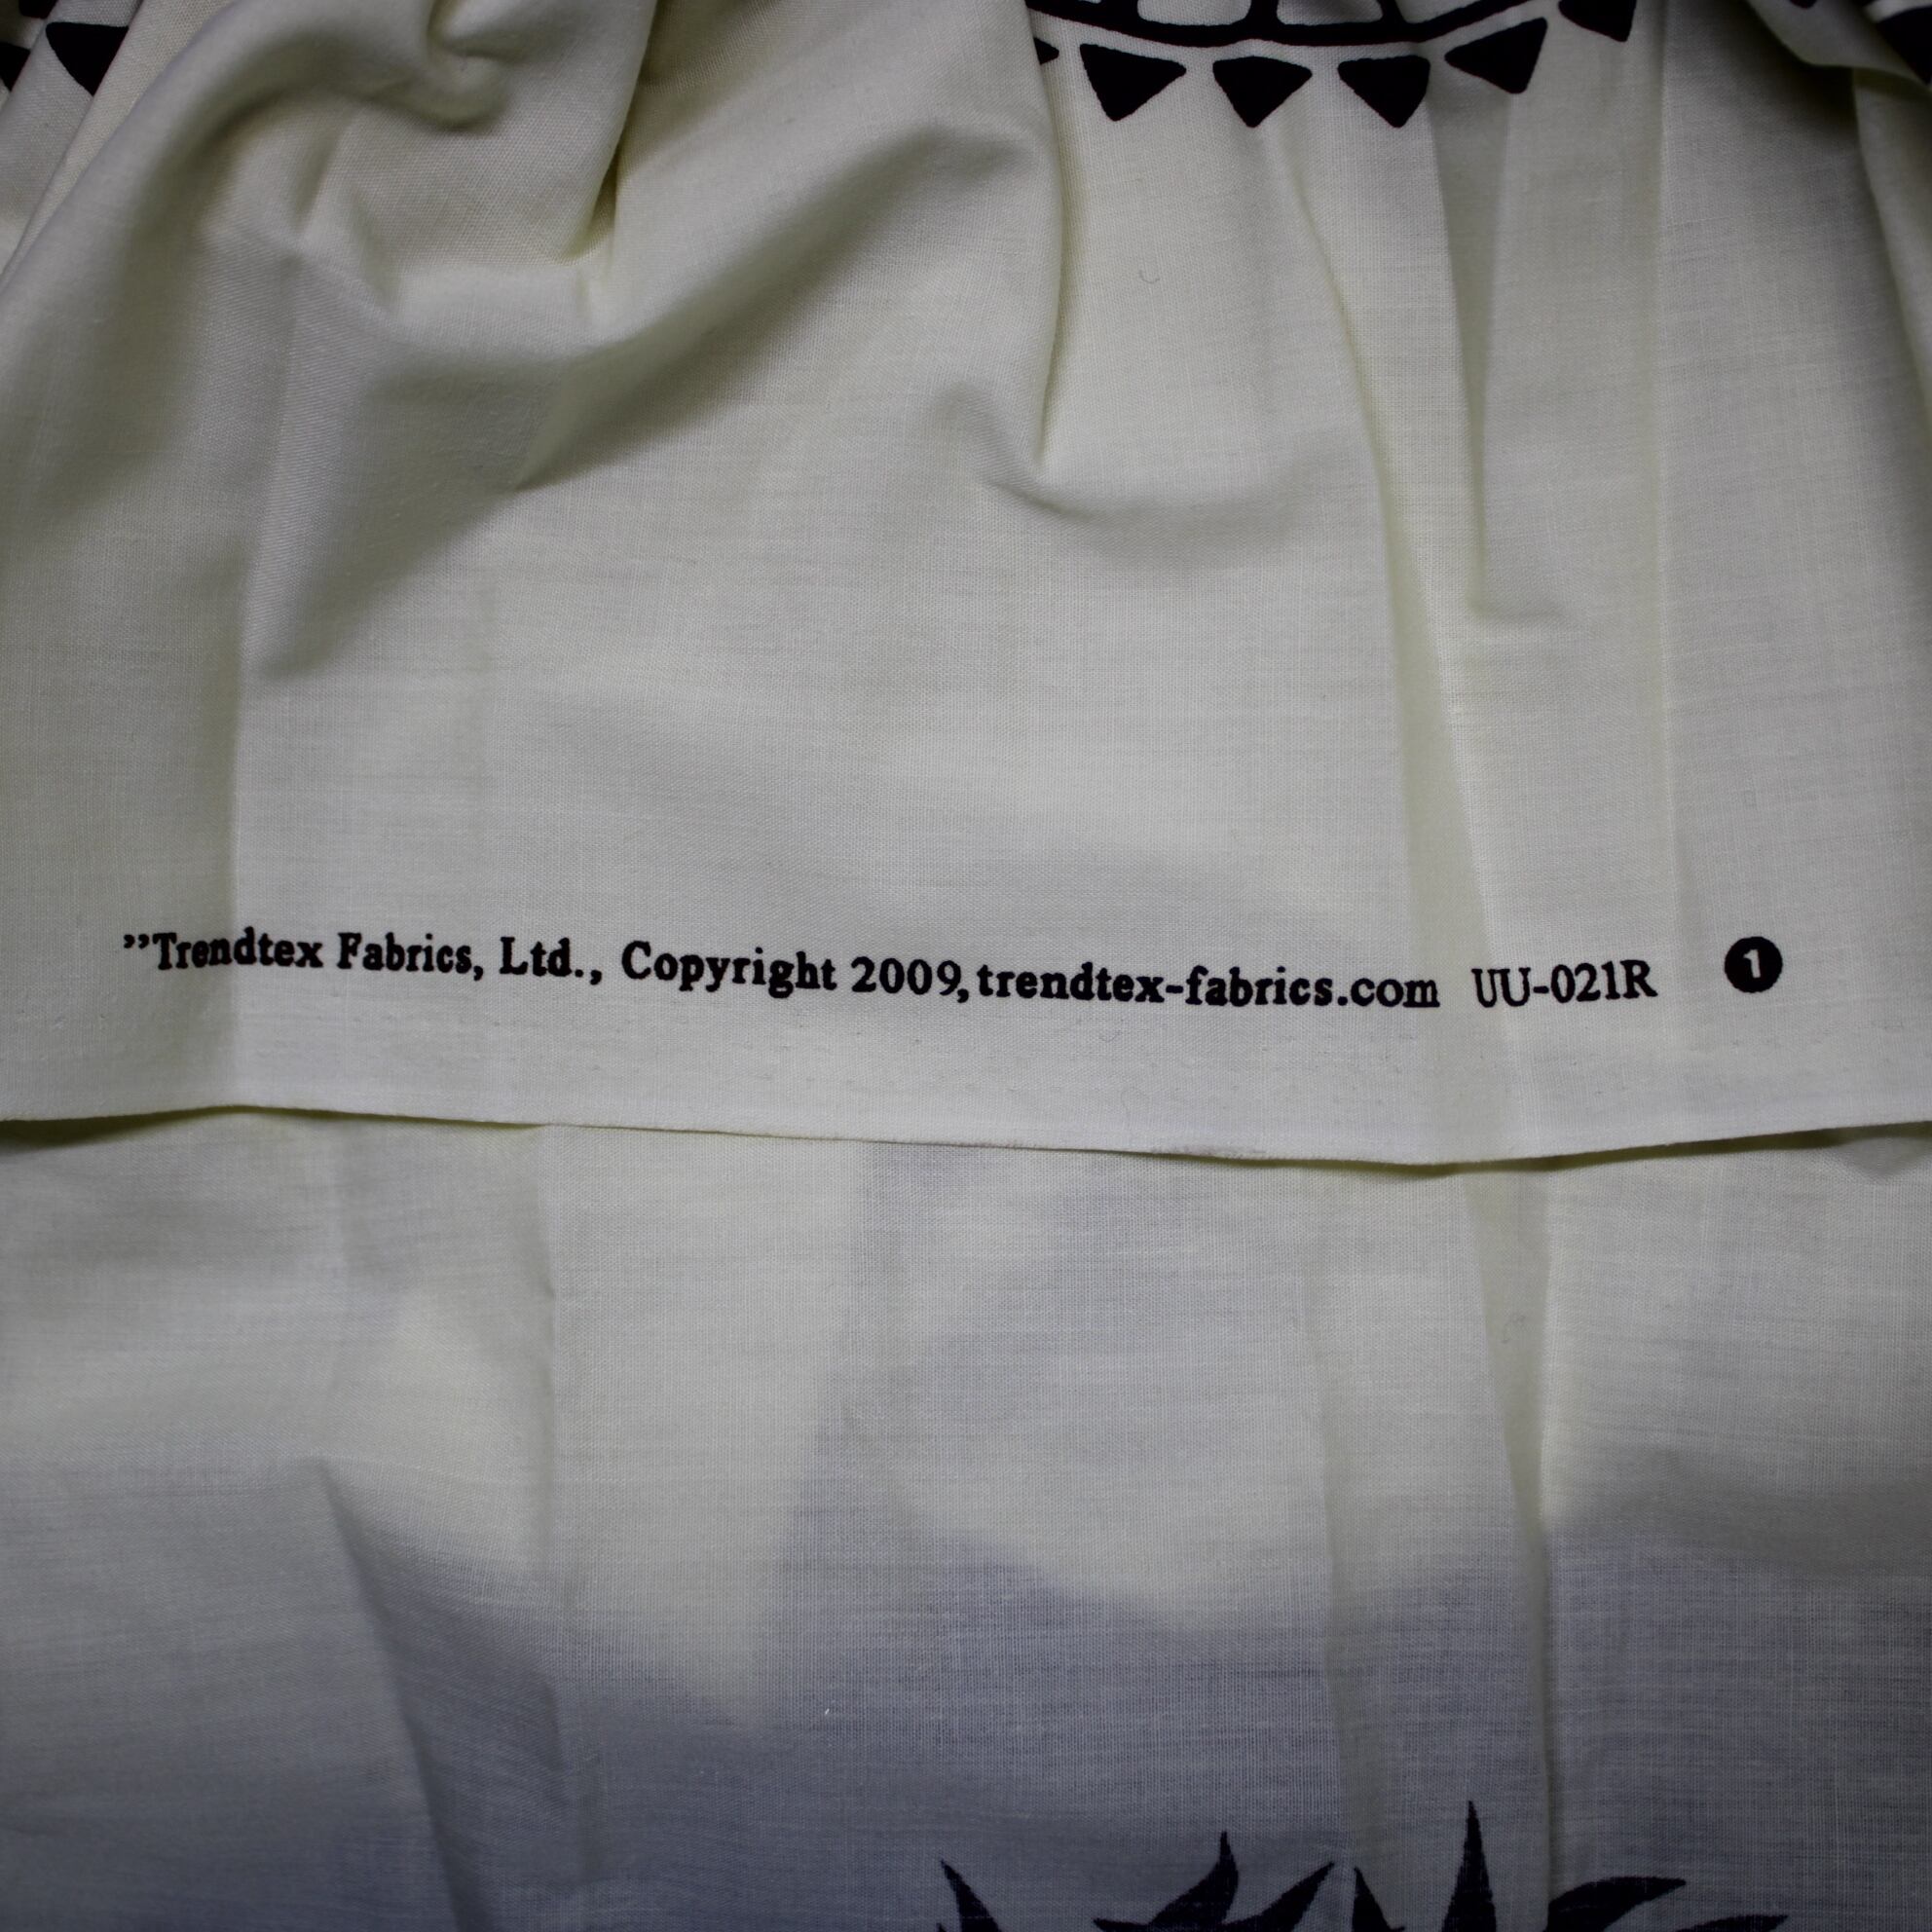 ”Trendtex Fabrics, Ltd., Copyright 2009, trendtex-fabrics.com UU-021R 1